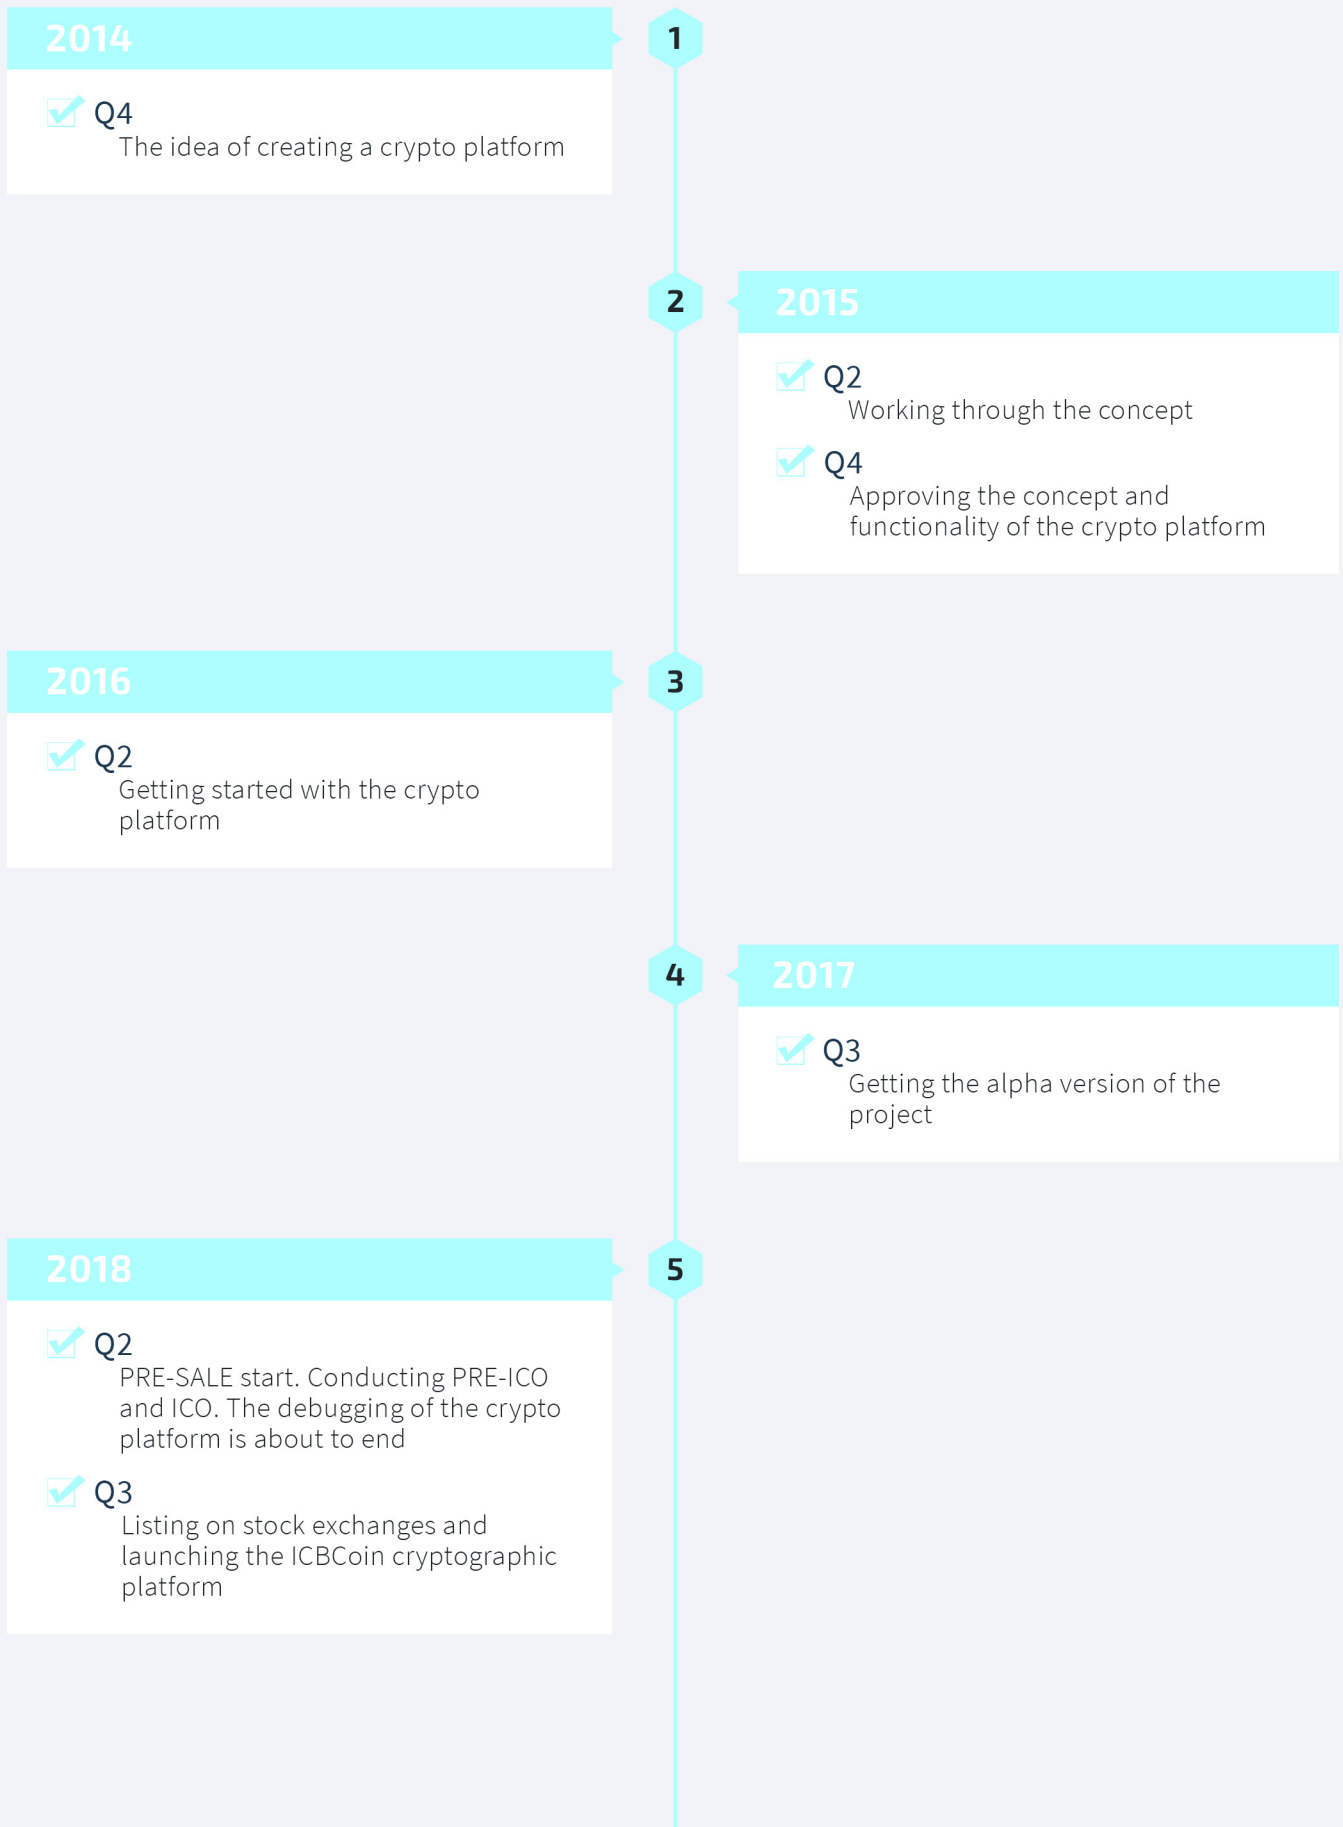 2014
1
Q4
The idea of creating a crypto platform
2
2015
Q2
Working through the concept
Q4
Approving the concept and
functionality of the crypto platform
2016
3
Q2
Getting started with the crypto
platform
4
2017
Q3
Getting the alpha version of the
project
2018
5
Q2
PRE-SALE start. Conducting PRE-ICO
and ICO. The debugging of the crypto
platform is about to end
Q3
Listing on stock exchanges and
launching the ICBCoin cryptographic
platform